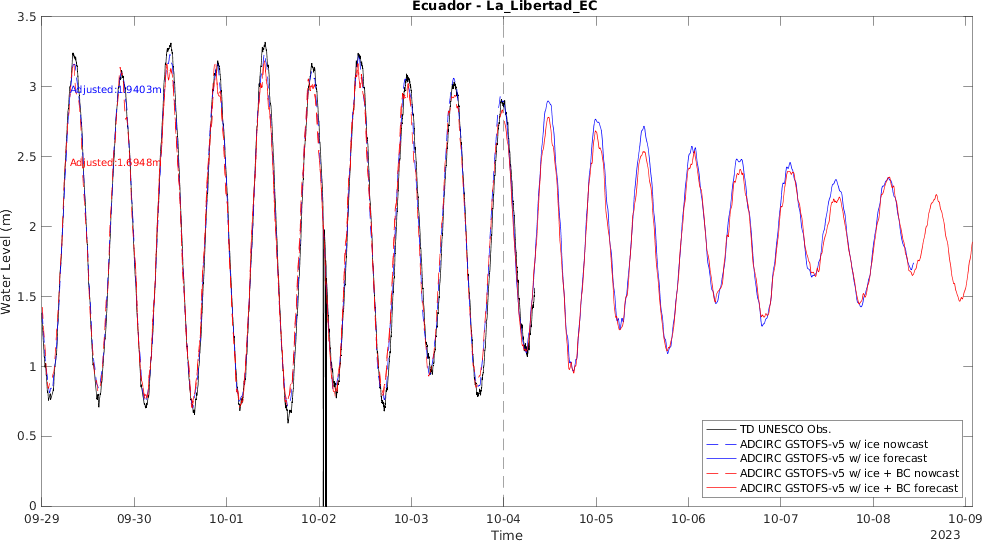 Ecuador - La_Libertad_EC
3.5
3
2.5
2
1.5
1
0.5
0
Water Level (m)
Adjusted:1.9403m
Adjusted:1.6948m
TD UNESCO Obs.
ADCIRC GSTOFS-v5 w/ ice nowcast
ADCIRC GSTOFS-v5 w/ ice forecast
ADCIRC GSTOFS-v5 w/ ice + BC nowcast
ADCIRC GSTOFS-v5 w/ ice + BC forecast
09-29 09-30 10-01 10-02 10-03 10-04 10-05 10-06 10-07 10-08 10-09
Time
2023